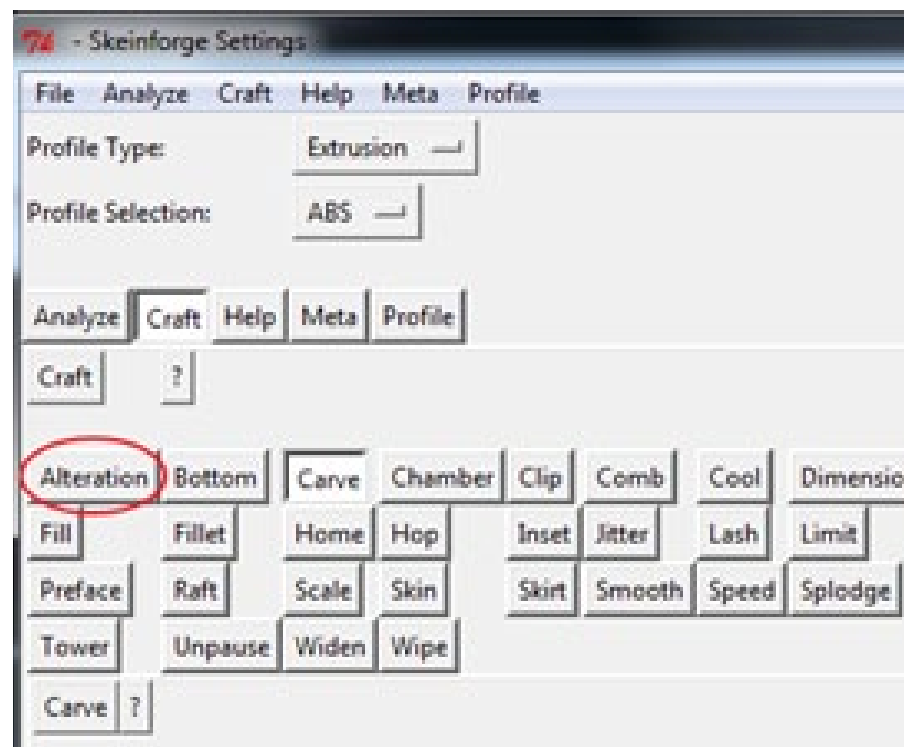 7% - Skeinforge Settings
File Analyze Craft Help Meta Profile
Profile Type: Extrusion
Profile Selection: ABS
Analyze Craft Help Meta Profile
Craft ?
Alteration Bottom Carve Chamber Clip Comb Cool Dimensio
Fill Fillet Home Hop Inset Jitter Lash Limit
Preface Raft Scale Skin Skirt Smooth Speed Splodge
Tower Unpause Widen Wipe
Carve ?